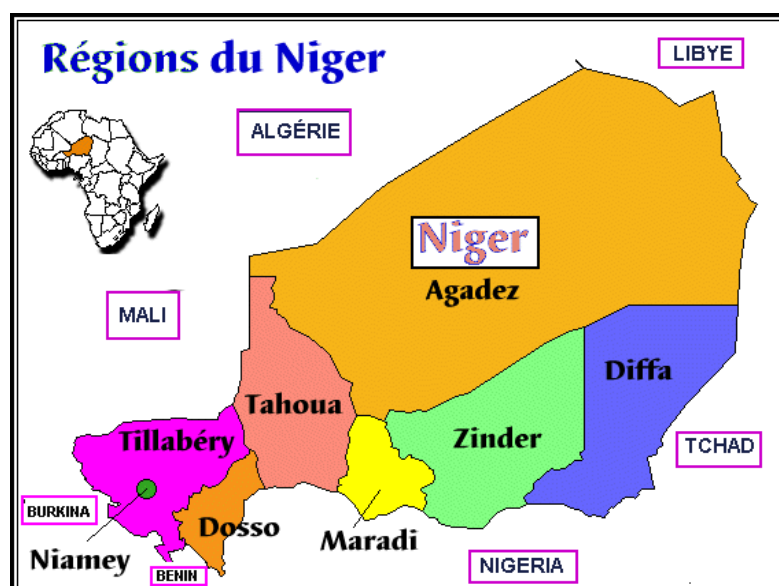 Régions du Niger
LIBYE
ALGÉRIE
Niger
Agadez
MALI
Diffa
Tahoua
Tillabéry
Zinder
TCHAD
BURKINA
Dosso
Maradi
Niamey
NIGERIA
BENIN